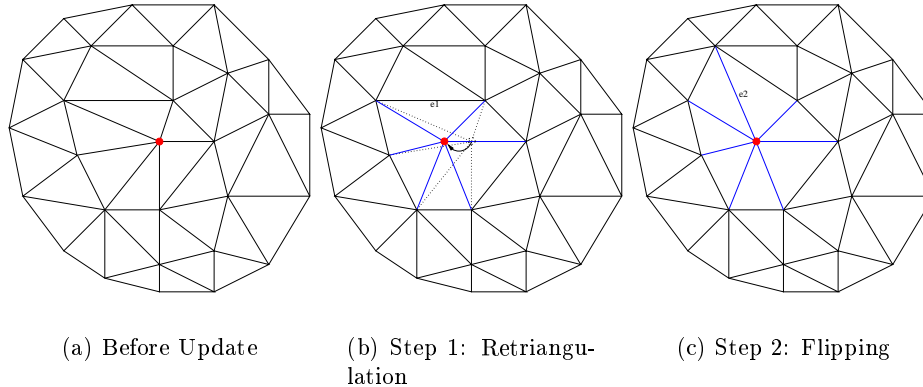 e1
e2
(a) Before Update
(b) Step 1: Retriangu-
lation
(c) Step 2: Flipping